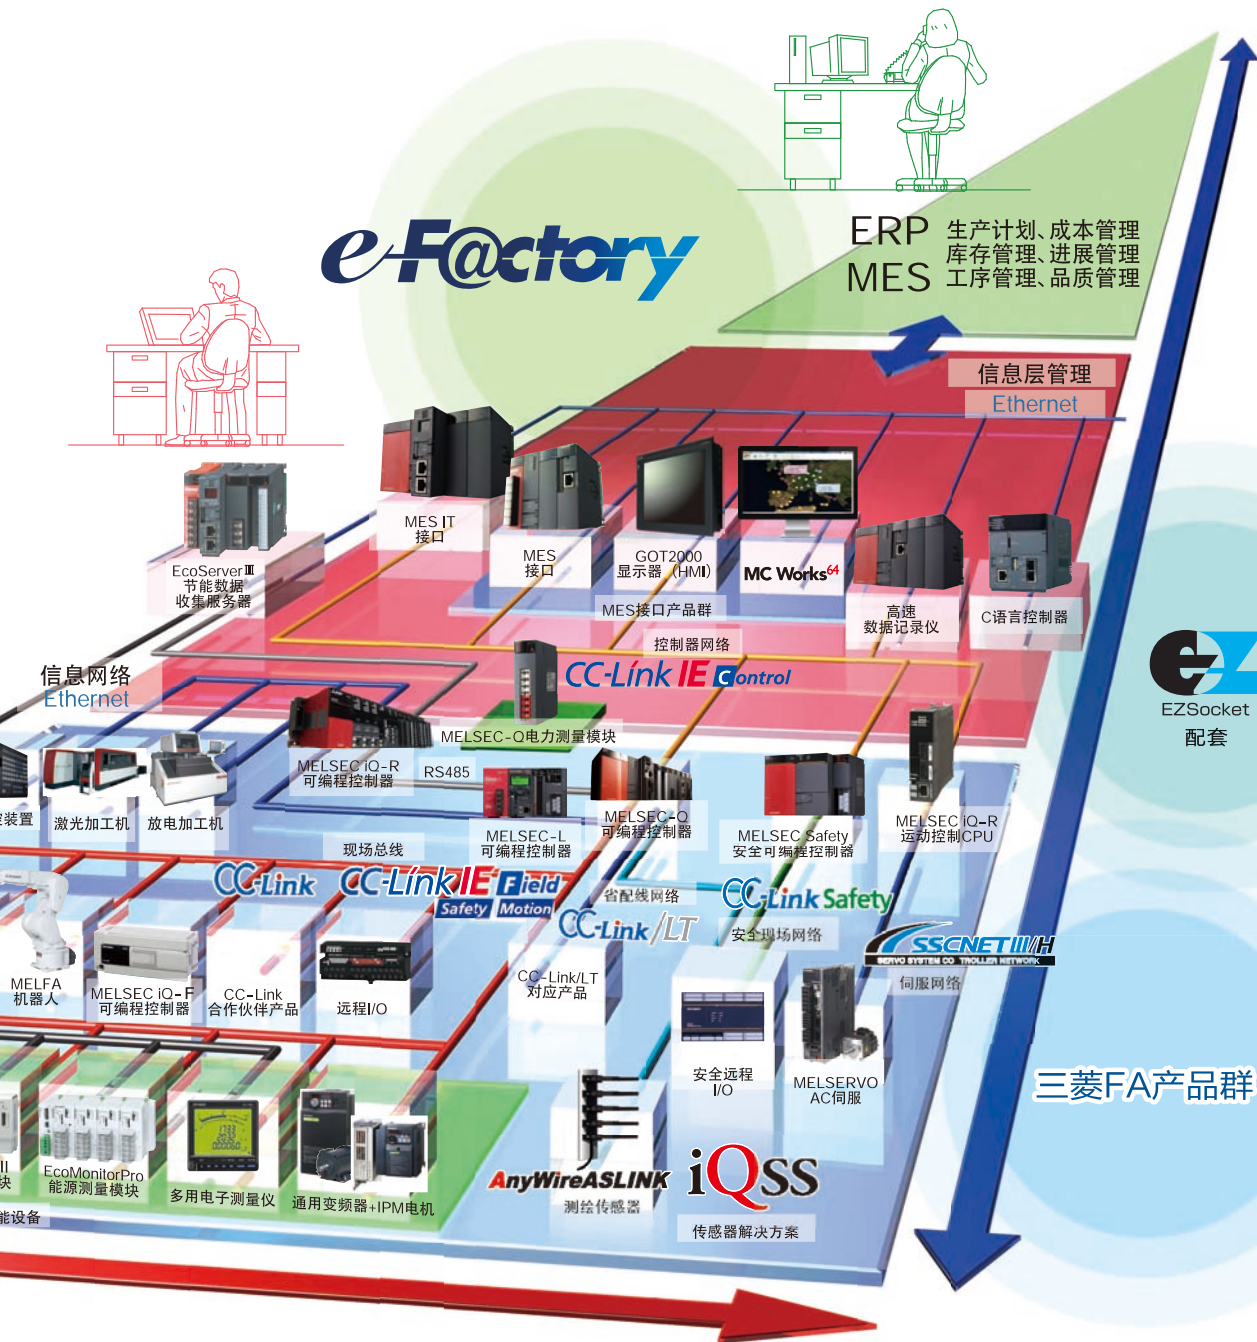 e-F@ctory
ERP
MES
生产计划、成本管理
库存管理、进展管理
工序管理、品质管理
信息层管理
Ethernet
MES IT
接口
MES
接口
GOT2000
显示器 (HMI)
MC Works64
EcoServerⅢ
节能数据
收集服务器
MES接口产品群
高速
数据记录仪
C语言控制器
控制器网络
CC-Link IE Control
信息网络
Ethernet
EZ
EZSocket
配套
MELSEC-Q电力测量模块
MELSEC iQ-R
可编程控制器
RS485
装置
激光加工机
放电加工机
MELSEC-L
可编程控制器
MELSEC-Q
可编程控制器
MELSEC Safety
安全可编程控制器
MELSEC iQ-R
运动控制CPU
现场总线
CC-Link
CC-Link IE Field
Safety Motion
省配线网络
CC-Link/LT
CC-Link Safety
安全现场网络
SSCNETⅢ/H
SERVO SYSTEM CO TROLLER NETWORK
伺服网络
MELFA
机器人
MELSEC iQ-F
可编程控制器
CC-Link
合作伙伴产品
远程I/O
CC-Link/LT
对应产品
安全远程
I/O
MELSERVO
AC伺服
三菱FA产品群
块
EcoMonitorPro
能源测量模块
多用电子测量仪
通用变频器+IPM电机
能设备
AnyWireASLINK
测绘传感器
iQSS
传感器解决方案